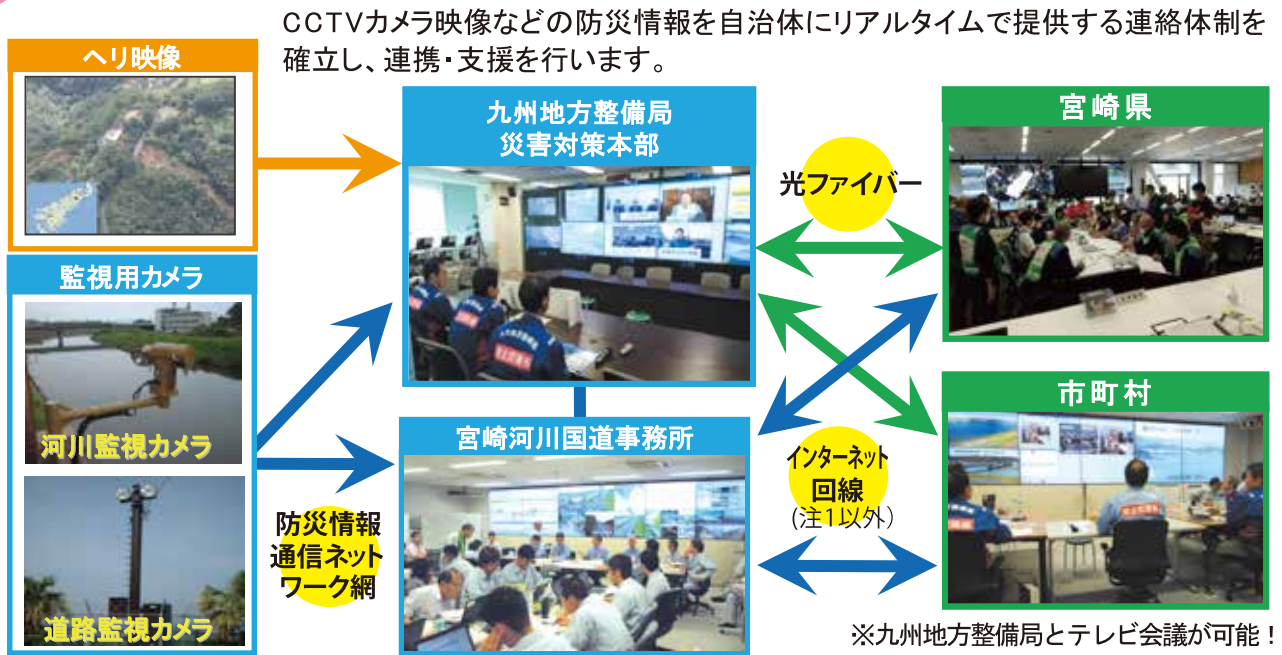 CCTVカメラ映像などの防災情報を自治体にリアルタイムで提供する連絡体制を
確立し、連携・支援を行います。
ヘリ映像
監視用カメラ
河川監視カメラ
道路監視カメラ
防災情報
通信ネット
ワーク網
九州地方整備局
災害対策本部
宮崎河川国道事務所
光ファイバー
インターネット
回線
(注1以外)
宮崎県
市町村
※九州地方整備局とテレビ会議が可能!